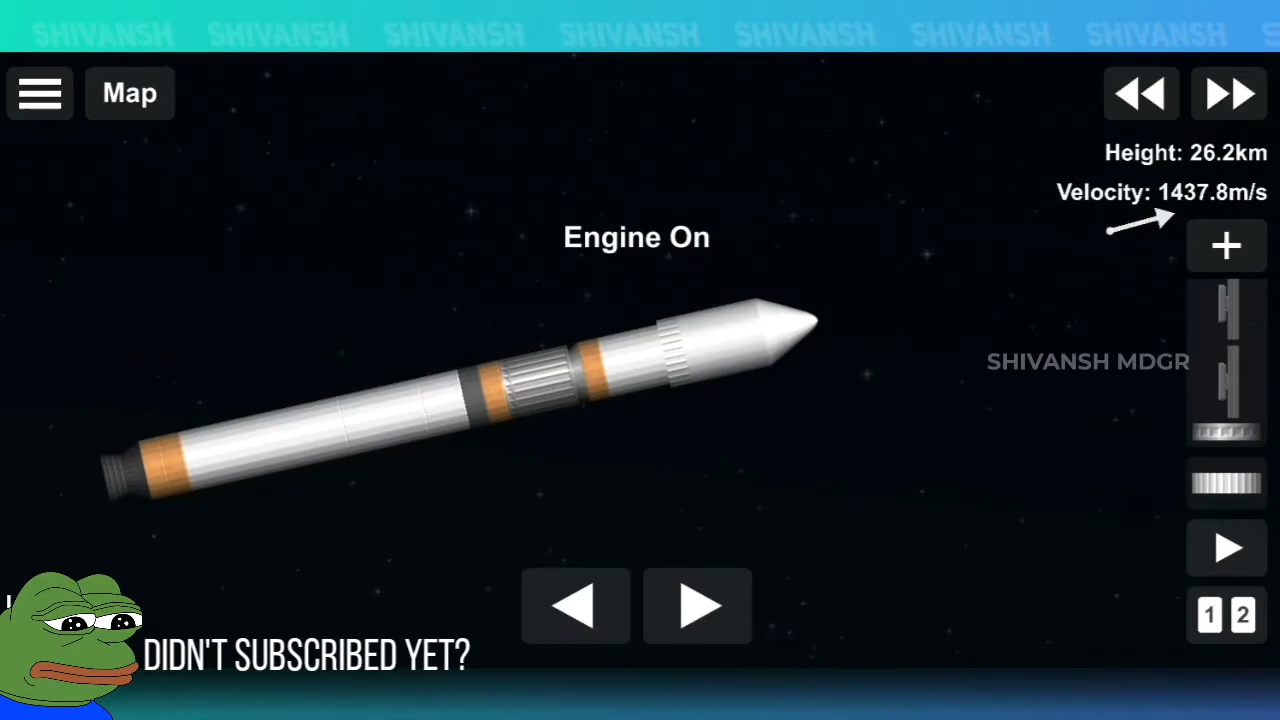 SHIVANSH SHIVANSH SHIVANSH SHIVANSH SHIVANSH SHIVANSH SHIVANSH
Map
Height: 26.2km
Velocity: 1437.8m/s
Engine On
SHIVANSH MDGR
1 2
DIDN'T SUBSCRIBED YET?